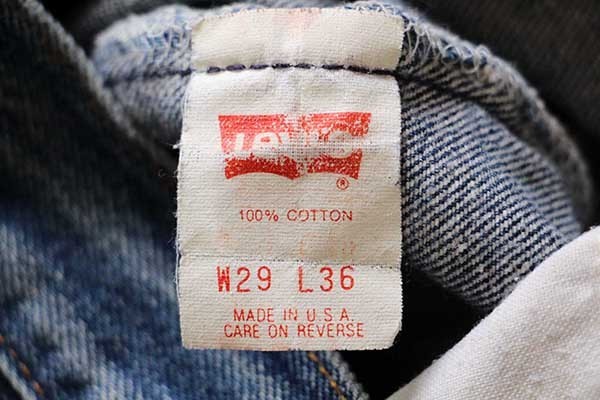 Levi's
®
100% COTTON
W29 L36
MADE IN U.S.A.
CARE ON REVERSE